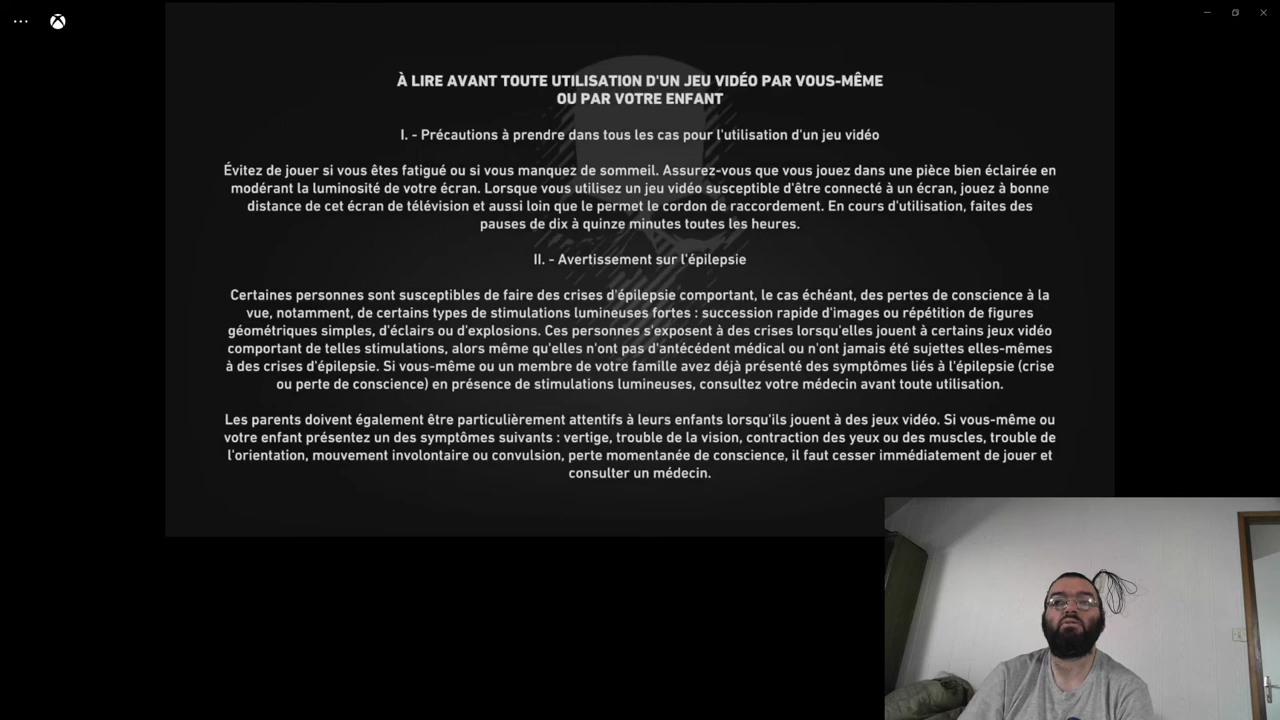 À LIRE AVANT TOUTE UTILISATION D'UN JEU VIDÉO PAR VOUS-MÊME
OU PAR VOTRE ENFANT
I. - Précautions à prendre dans tous les cas pour l'utilisation d'un jeu vidéo
Évitez de jouer si vous êtes fatigué ou si vous manquez de sommeil. Assurez-vous que vous jouez dans une pièce bien éclairée en
modérant la luminosité de votre écran. Lorsque vous utilisez un jeu vidéo susceptible d'être connecté à un écran, jouez à bonne
distance de cet écran de télévision et aussi loin que le permet le cordon de raccordement. En cours d'utilisation, faites des
pauses de dix à quinze minutes toutes les heures.
II. - Avertissement sur l'épilepsie
Certaines personnes sont susceptibles de faire des crises d'épilepsie comportant, le cas échéant, des pertes de conscience à la
vue, notamment, de certains types de stimulations lumineuses fortes : succession rapide d'images ou répétition de figures
géométriques simples, d'éclairs ou d'explosions. Ces personnes s'exposent à des crises lorsqu'elles jouent à certains jeux vidéo
comportant de telles stimulations, alors même qu'elles n'ont pas d'antécédent médical ou n'ont jamais été sujettes elles-mêmes
à des crises d'épilepsie. Si vous-même ou un membre de votre famille avez déjà présenté des symptômes liés à l'épilepsie (crise
ou perte de conscience) en présence de stimulations lumineuses, consultez votre médecin avant toute utilisation.
Les parents doivent également être particulièrement attentifs à leurs enfants lorsqu'ils jouent à des jeux vidéo. Si vous-même ou
votre enfant présentez un des symptômes suivants : vertige, trouble de la vision, contraction des yeux ou des muscles, trouble de
l'orientation, mouvement involontaire ou convulsion, perte momentanée de conscience, il faut cesser immédiatement de jouer et
consulter un médecin.